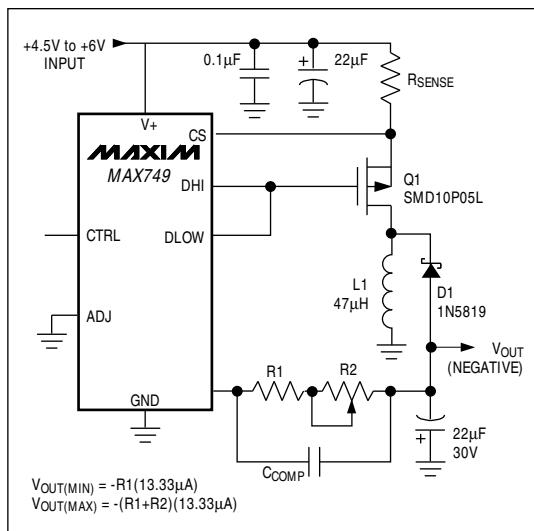 +4.5V to +6V
INPUT
0.1µF
+
22µF
RSENSE
V+
CS
MAXIM
MAX749
DHI
Q1
SMD10P05L
CTRL
DLOW
L1
47µH
D1
1N5819
ADJ
VOUT
(NEGATIVE)
R1
R2
GND
22µF
30V
+
CCOMP
VOUT(MIN) = -R1(13.33µA)
VOUT(MAX) = -(R1+R2)(13.33µA)